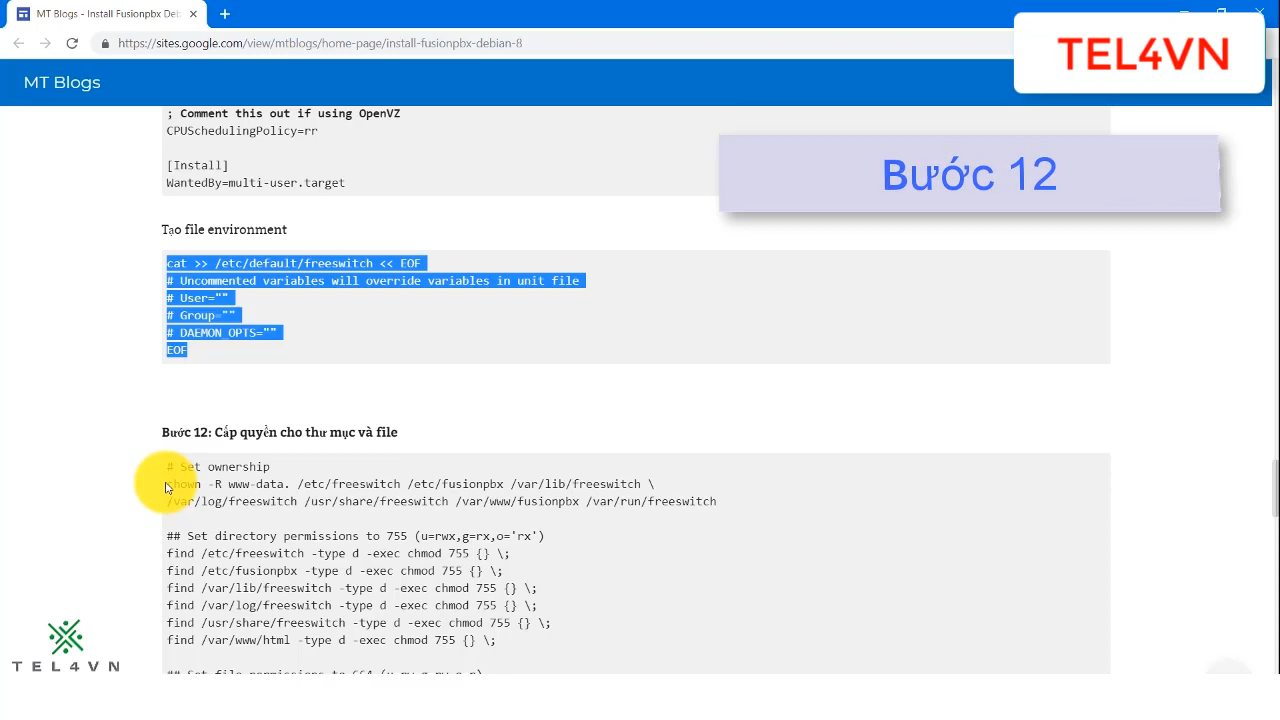 MT Blogs - Install Fusionpbx Deb
https://sites.google.com/view/mtblogs/home-page/install-fusionpbx-debian-8
TEL4VN
MT Blogs
; Comment this out if using OpenVZ
CPUSchedulingPolicy=rr
[Install]
WantedBy=multi-user.target
Bước 12
Tạo file environment
cat >> /etc/default/freeswitch << EOF
# Uncommented variables will override variables in unit file
# User=""
# Group=""
# DAEMON_OPTS=""
EOF
Bước 12: Cấp quyền cho thư mục và file
# Set ownership
chown -R www-data. /etc/freeswitch /etc/fusionpbx /var/lib/freeswitch \
/var/log/freeswitch /usr/share/freeswitch /var/www/fusionpbx /var/run/freeswitch
## Set directory permissions to 755 (u=rwx,g=rx,o='rx')
find /etc/freeswitch -type d -exec chmod 755 {} \;
find /etc/fusionpbx -type d -exec chmod 755 {} \;
find /var/lib/freeswitch -type d -exec chmod 755 {} \;
find /var/log/freeswitch -type d -exec chmod 755 {} \;
find /usr/share/freeswitch -type d -exec chmod 755 {} \;
find /var/www/html -type d -exec chmod 755 {} \;
TEL4VN